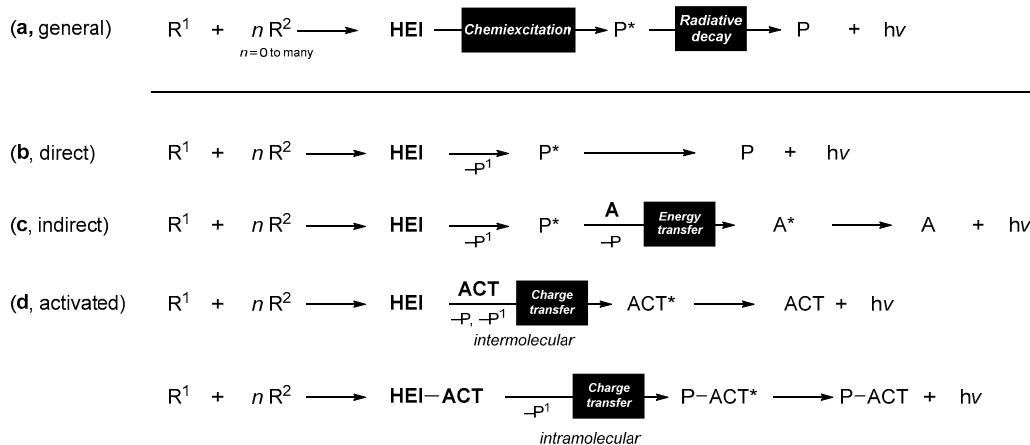 (a, general) R¹ + n R² HEI Chemiexcitation P* Radiative decay P + hν
n = 0 to many
(b, direct) R¹ + n R² HEI –P¹ P* P + hν
(c, indirect) R¹ + n R² HEI –P¹ P* A –P Energy transfer A* A + hν
(d, activated) R¹ + n R² HEI ACT –P, –P¹ Charge transfer ACT* ACT + hν
intermolecular
R¹ + n R² HEI–ACT –P¹ Charge transfer P–ACT* P–ACT + hν
intramolecular